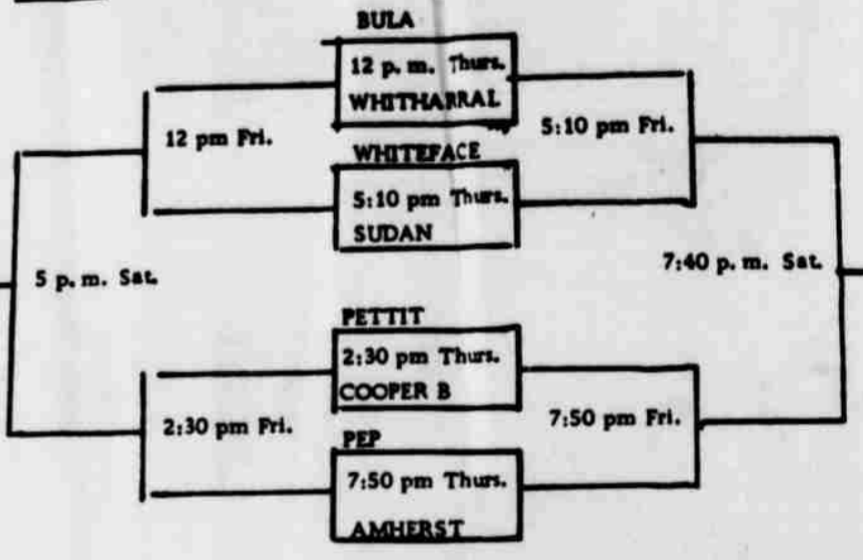 BULA
12 p. m. Thurs.
WHITHARRAL
12 pm Fri.
5:10 pm Fri.
WHITEFACE
5:10 pm Thurs.
SUDAN
5 p. m. Sat.
7:40 p. m. Sat.
PETTIT
2:30 pm Thurs.
COOPER B
2:30 pm Fri.
7:50 pm Fri.
PEP
7:50 pm Thurs.
AMHERST